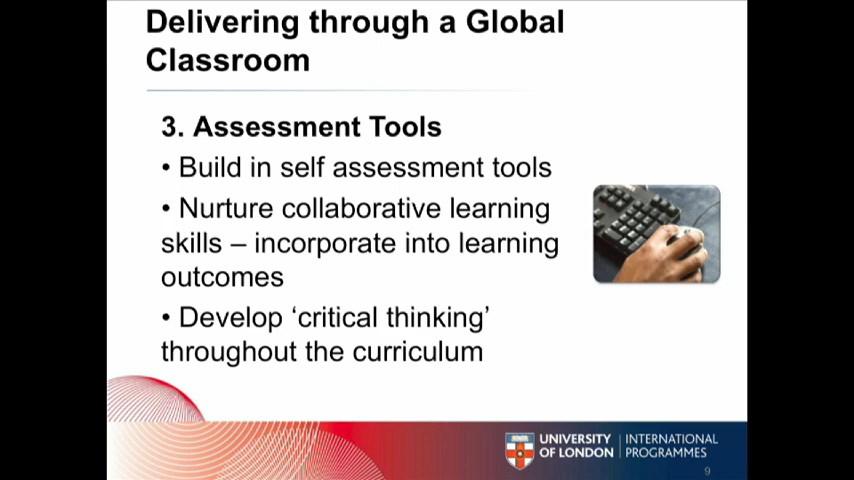 Delivering through a Global
Classroom
3. Assessment Tools
• Build in self assessment tools
• Nurture collaborative learning
skills – incorporate into learning
outcomes
• Develop ‘critical thinking’
throughout the curriculum
UNIVERSITY
OF LONDON
INTERNATIONAL
PROGRAMMES
9